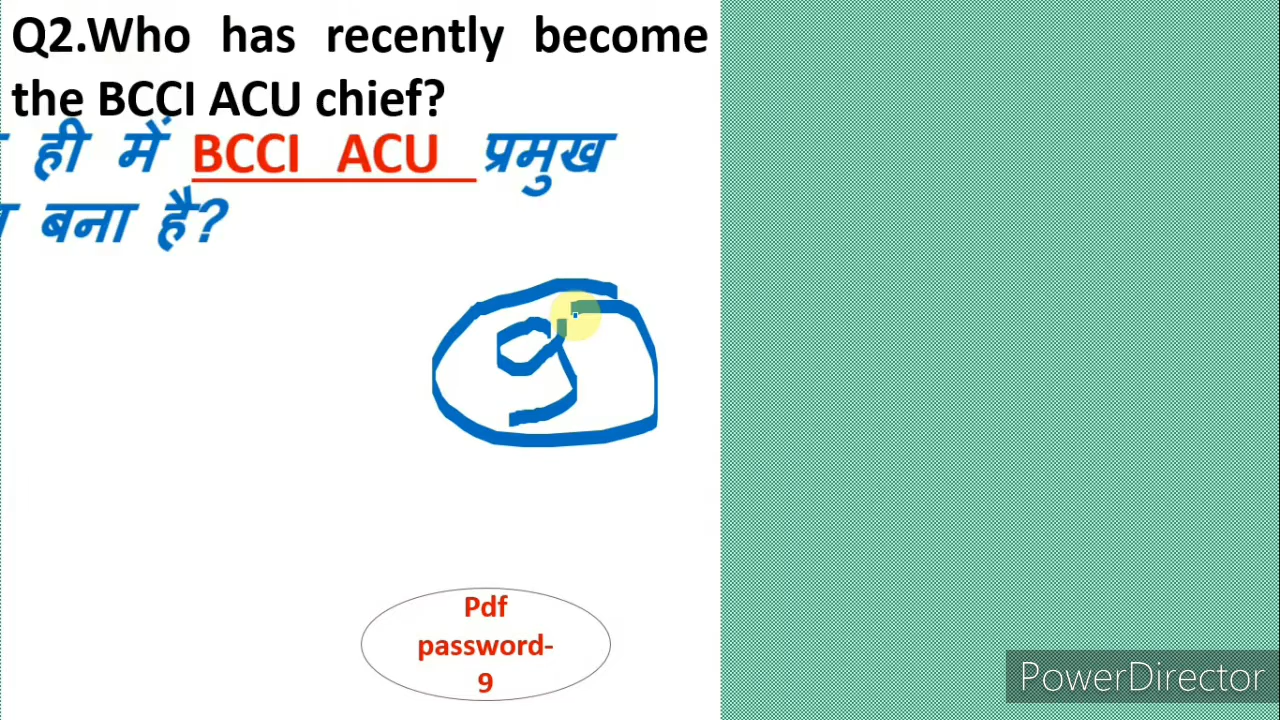 Q2.Who has recently become
the BCCI ACU chief?
ही में BCCI ACU प्रमुख
बना है?
9
Pdf
password-
9
PowerDirector